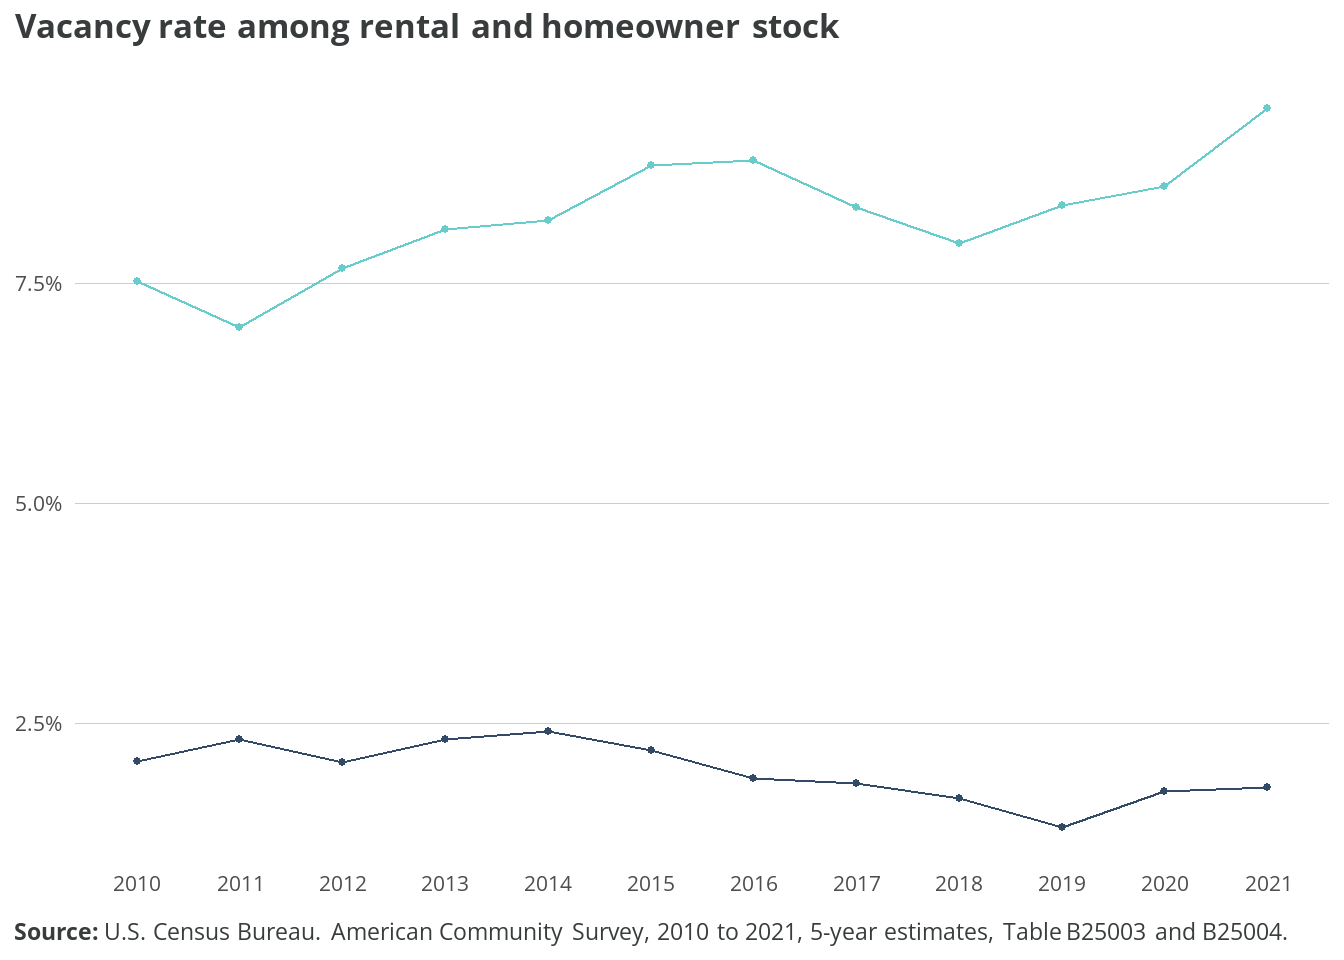 Vacancy rate among rental and homeowner stock
7.5%
5.0%
2.5%
2010 2011 2012 2013 2014 2015 2016 2017 2018 2019 2020 2021
Source: U.S. Census Bureau. American Community Survey, 2010 to 2021, 5-year estimates, Table B25003 and B25004.